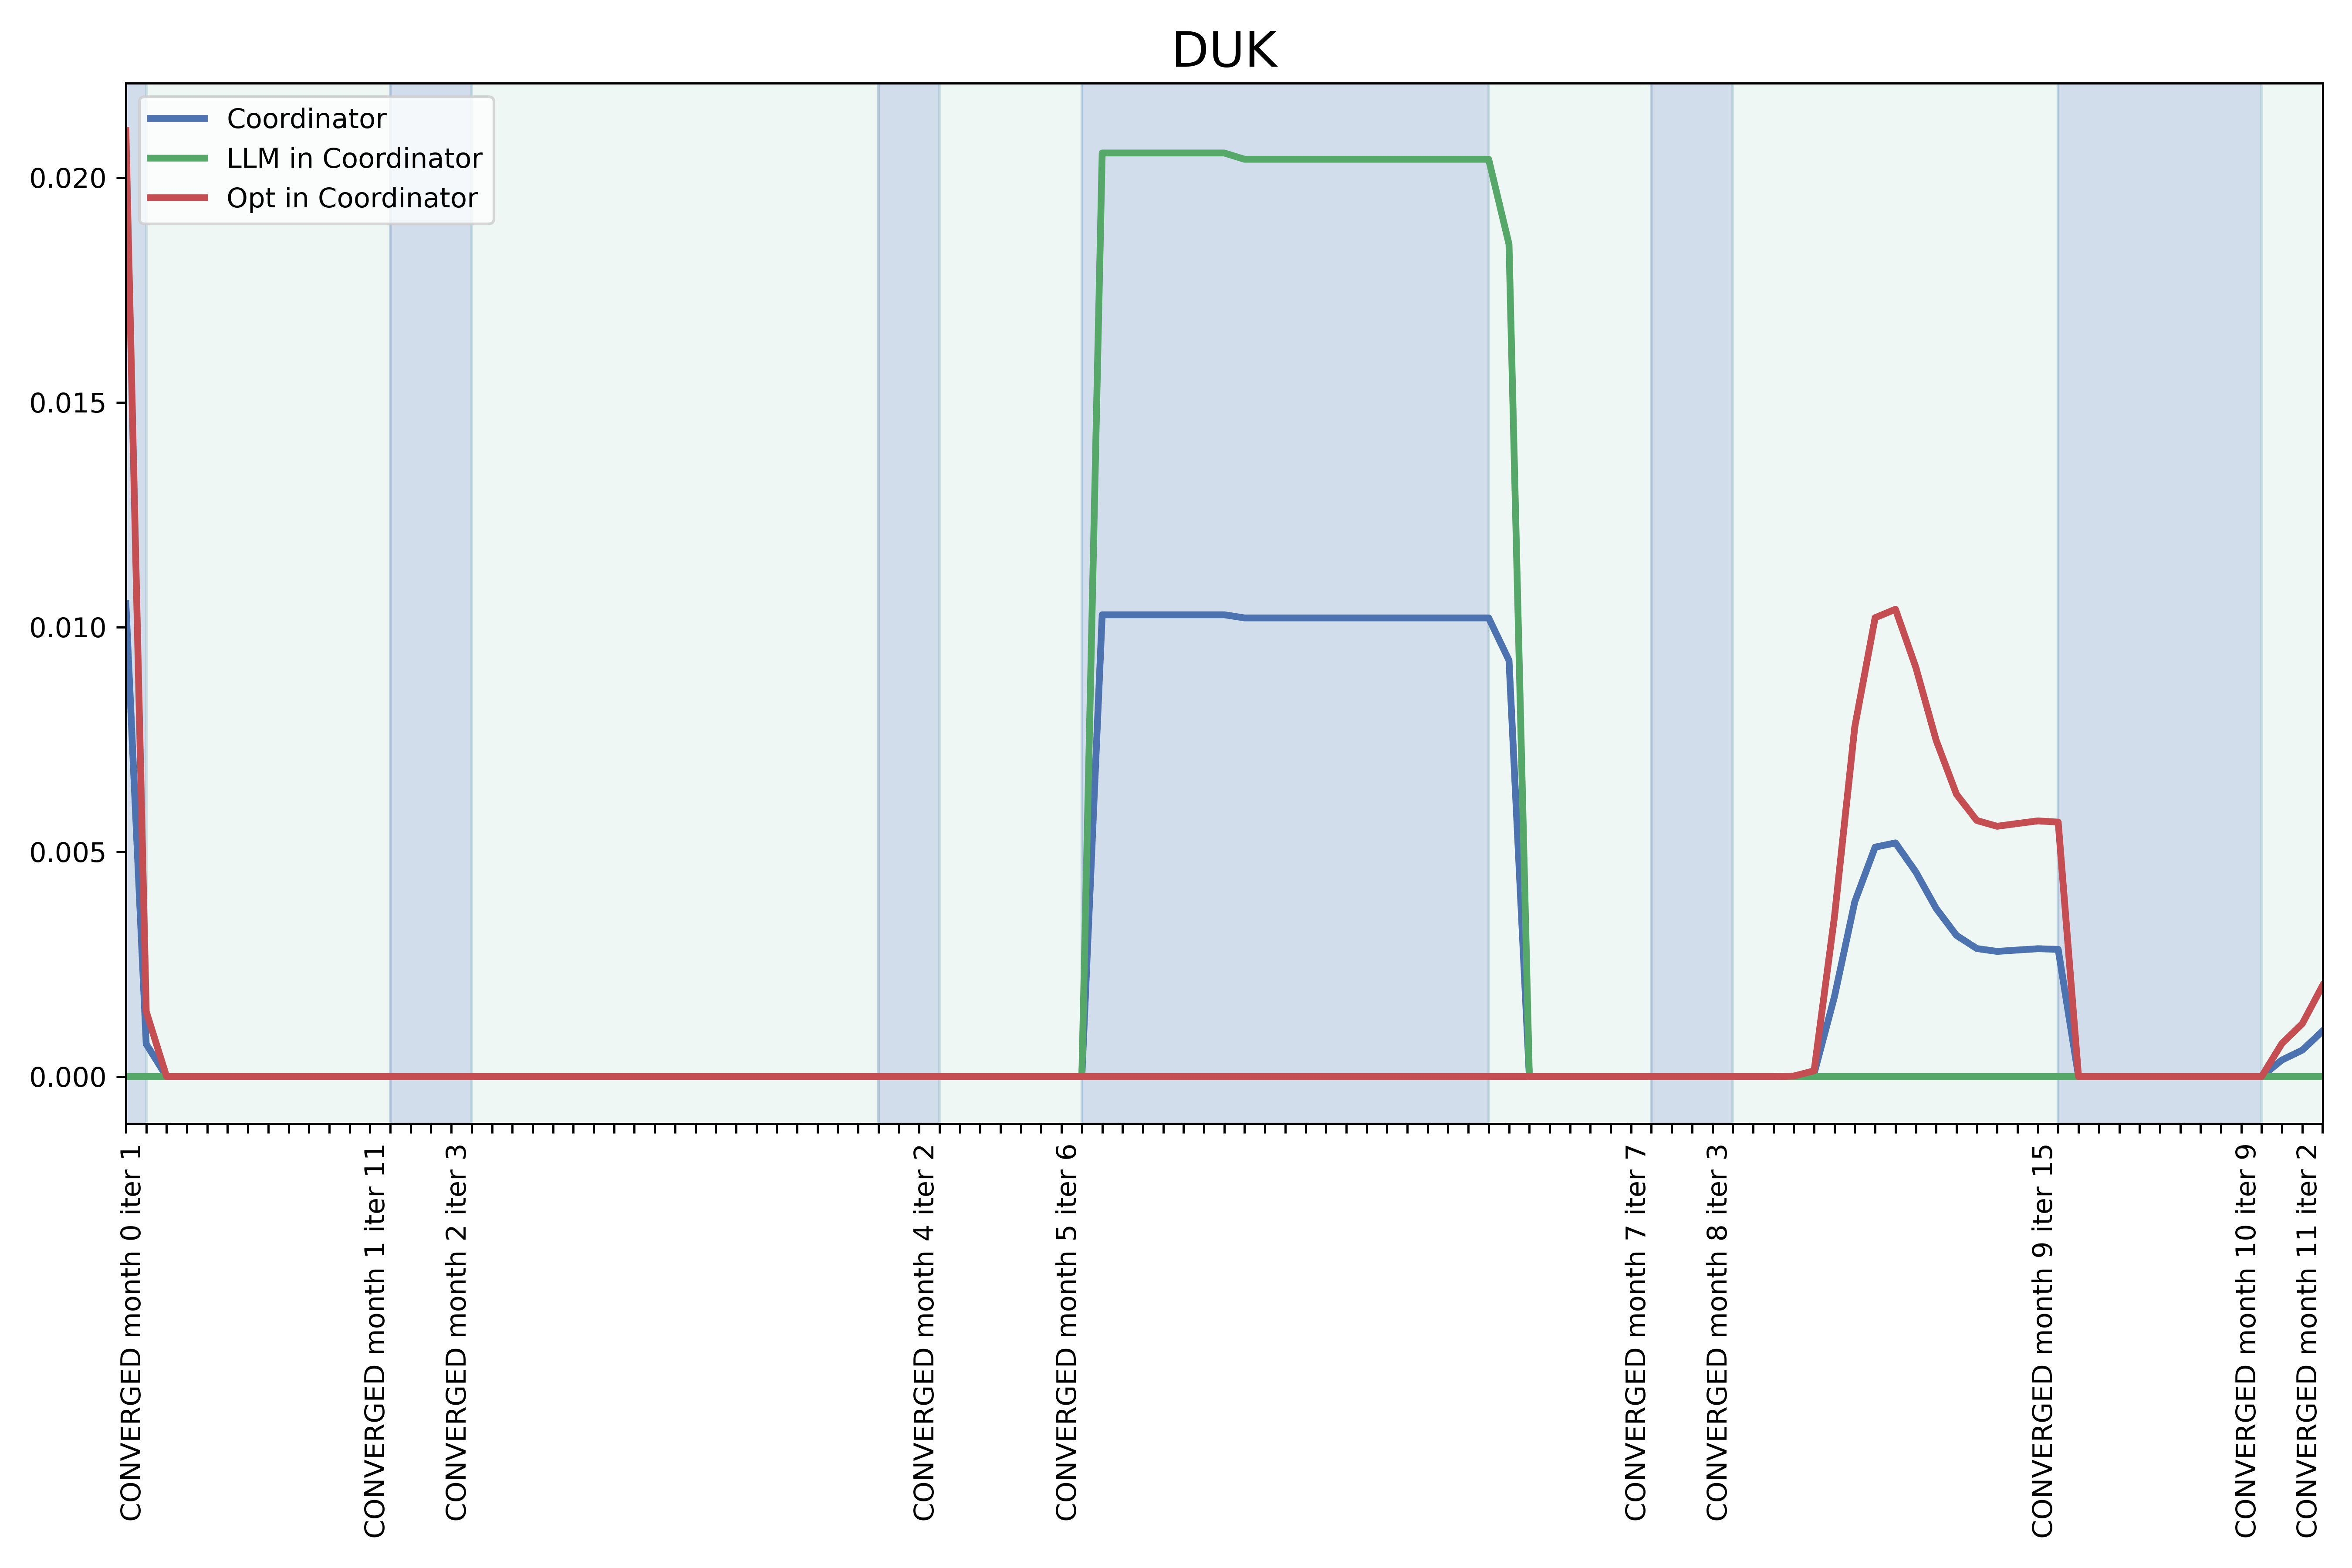 DUK
Coordinator
LLM in Coordinator
Opt in Coordinator
0.020
0.015
0.010
0.005
0.000
CONVERGED month 0 iter 1
CONVERGED month 1 iter 11
CONVERGED month 2 iter 3
CONVERGED month 4 iter 2
CONVERGED month 5 iter 6
CONVERGED month 7 iter 7
CONVERGED month 8 iter 3
CONVERGED month 9 iter 15
CONVERGED month 10 iter 9
CONVERGED month 11 iter 2